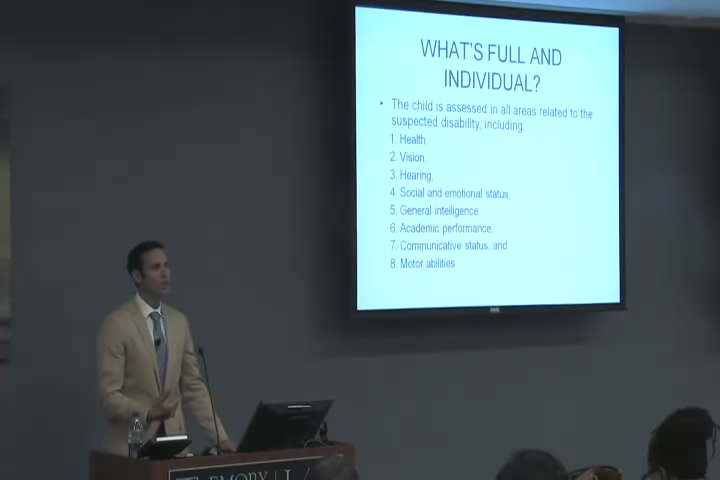 WHAT'S FULL AND
INDIVIDUAL?
• The child is assessed in all areas related to the
suspected disability, including,
1. Health,
2. Vision,
3. Hearing,
4. Social and emotional status,
5. General intelligence,
6. Academic performance,
7. Communicative status, and
8. Motor abilities
EMORY